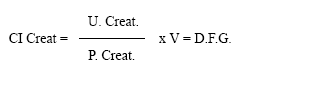 U. Creat.
CI Creat = x V = D.F.G.
P. Creat.